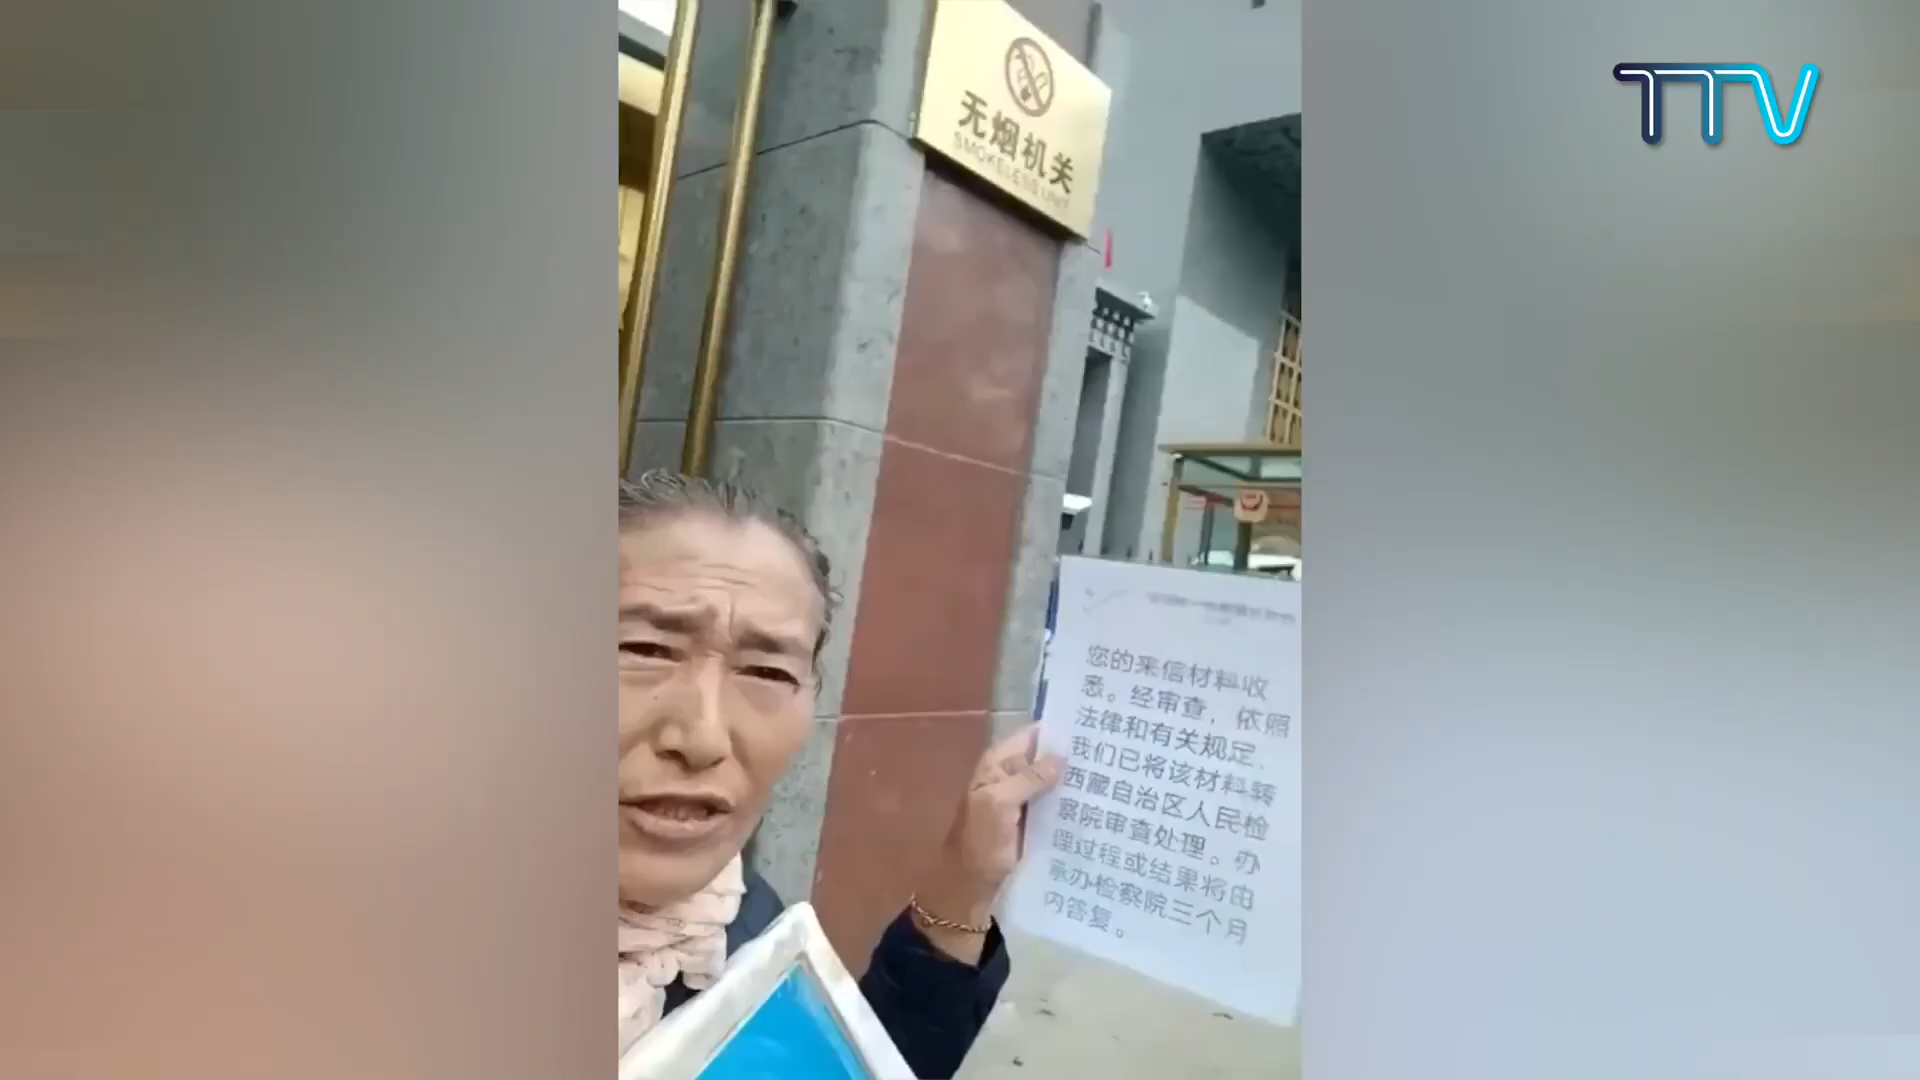 TTV
无烟机关
SMOKELESS UNIT
您的来信材料收
悉。经审查，依照
法律和有关规定，
我们已将该材料转
西藏自治区人民检
察院审查处理。办
理过程或结果将由
承办检察院三个月
内答复。